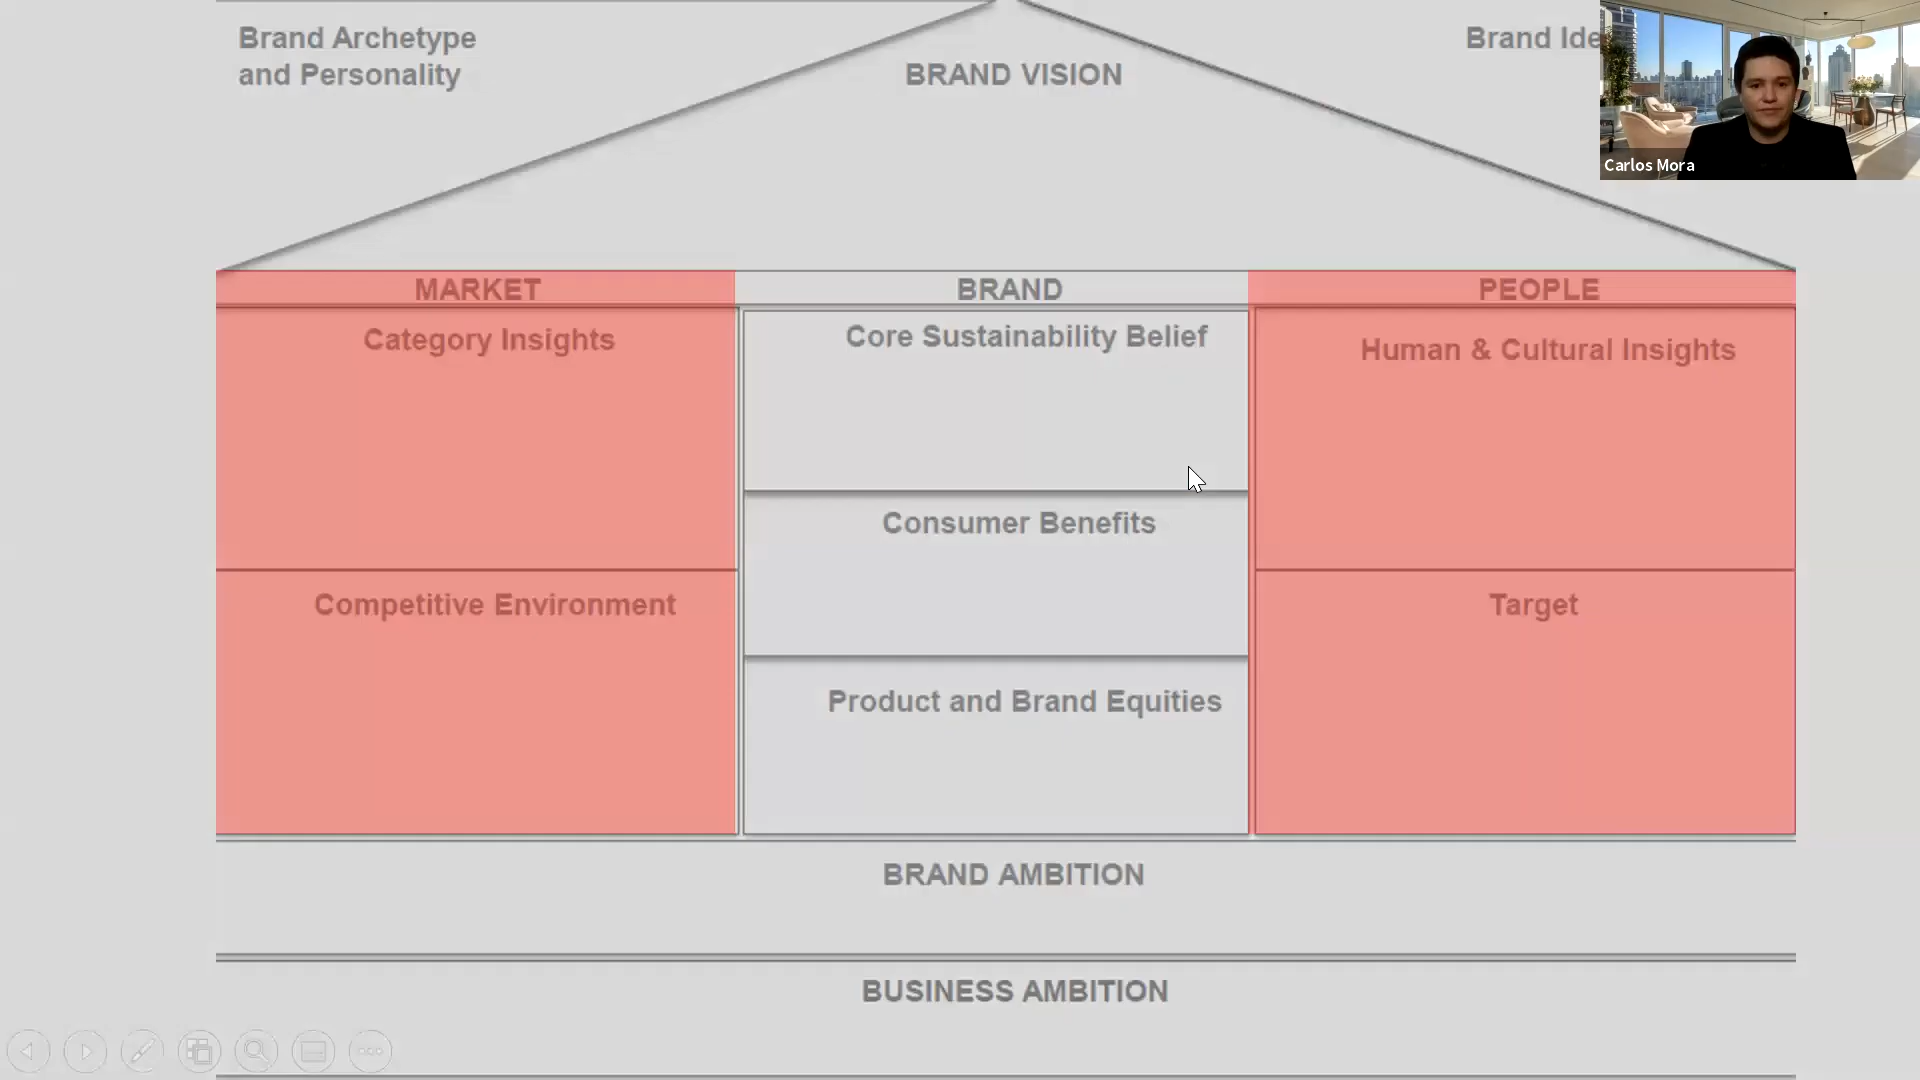 Brand Archetype
and Personality
BRAND VISION
Brand Ide
Carlos Mora
MARKET
BRAND
PEOPLE
Category Insights
Core Sustainability Belief
Human & Cultural Insights
Consumer Benefits
Competitive Environment
Target
Product and Brand Equities
BRAND AMBITION
BUSINESS AMBITION